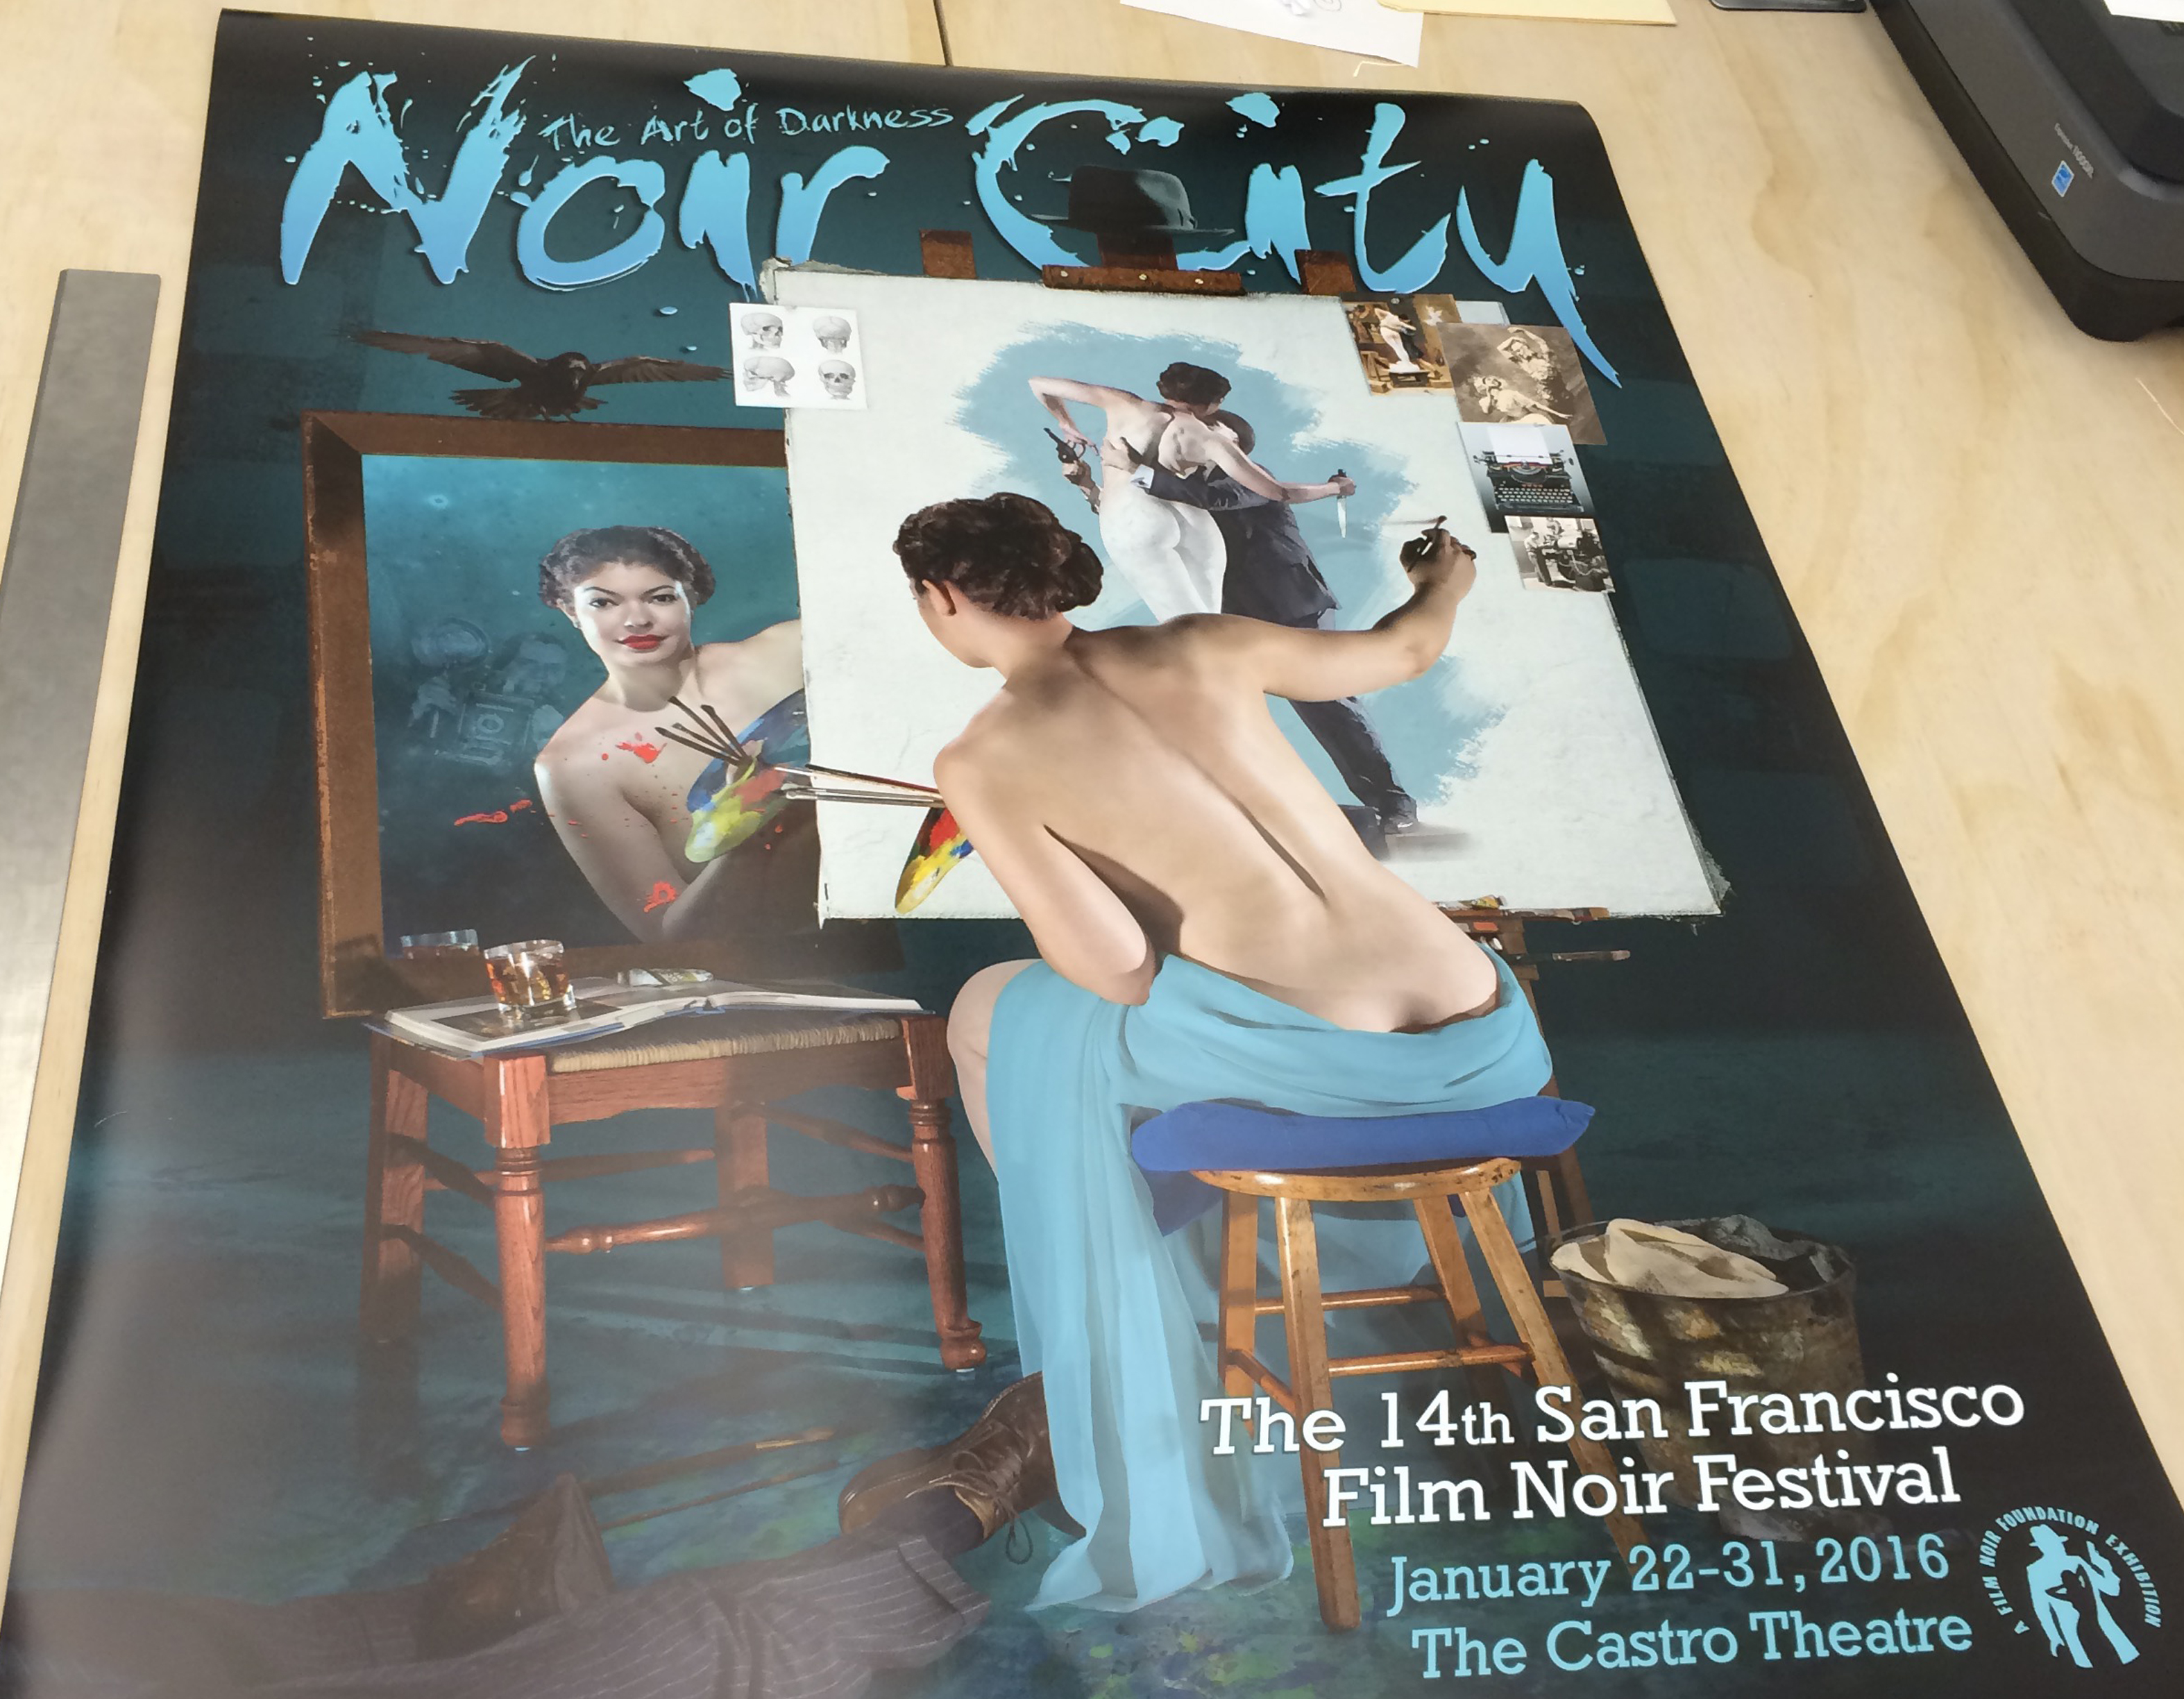 The Art of Darkness
Noir City
The 14th San Francisco
Film Noir Festival
January 22-31, 2016
The Castro Theatre
A FILM NOIR FOUNDATION EXHIBITION